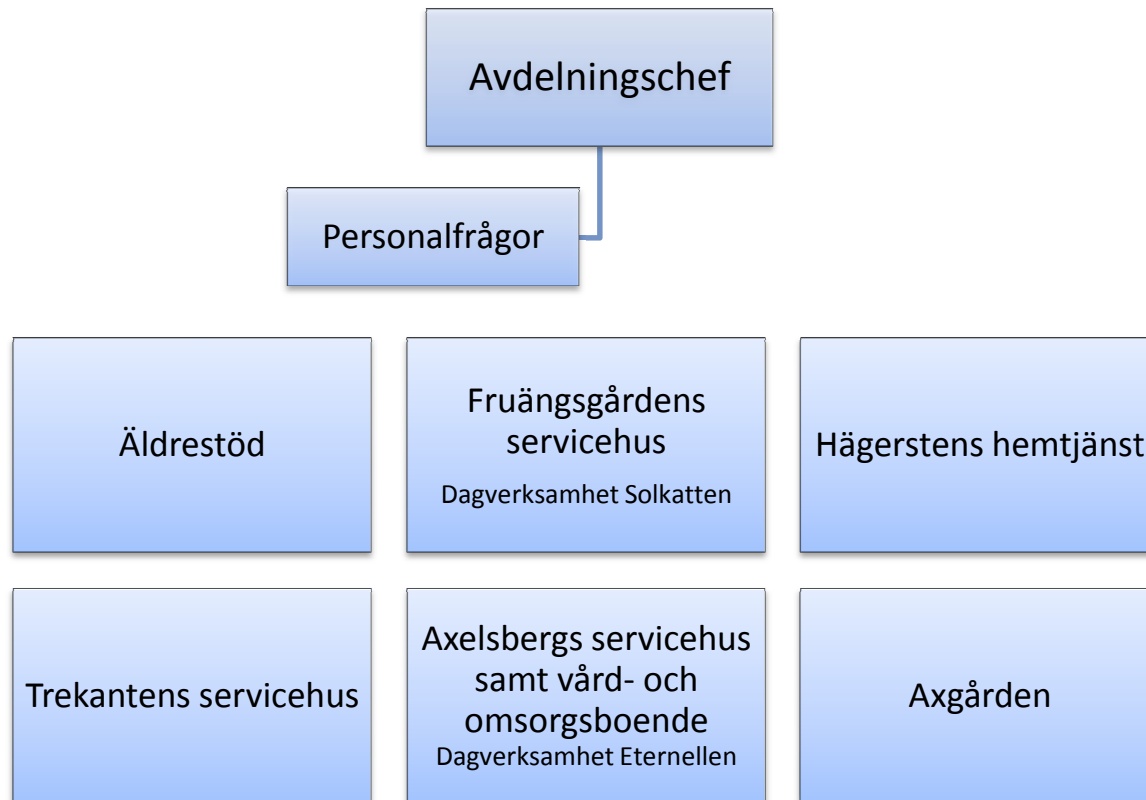 Avdelningschef
Personalfrågor
Äldrestöd
Fruängsgårdens
servicehus
Dagverksamhet Solkatten
Hägerstens hemtjänst
Trekantens servicehus
Axelsbergs servicehus
samt vård- och
omsorgsboende
Dagverksamhet Eternellen
Axgården